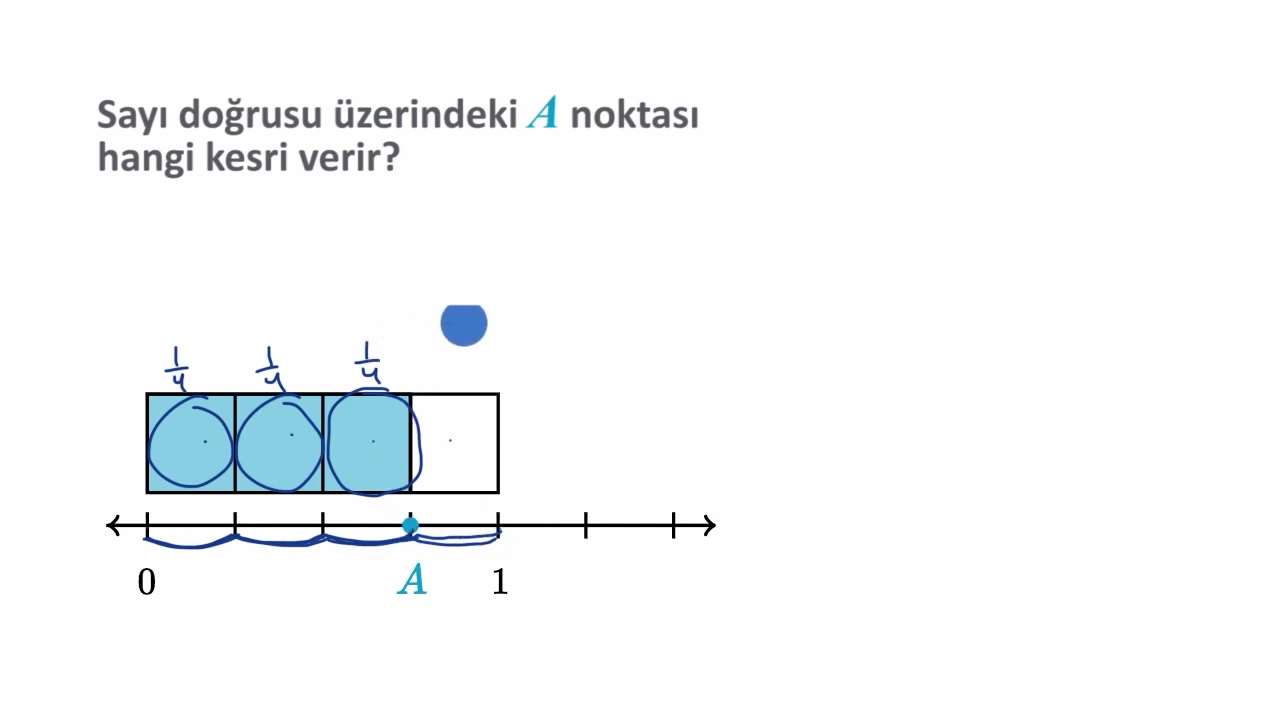 Sayı doğrusu üzerindeki A noktası
hangi kesri verir?
1/4 1/4 1/4
0 A 1